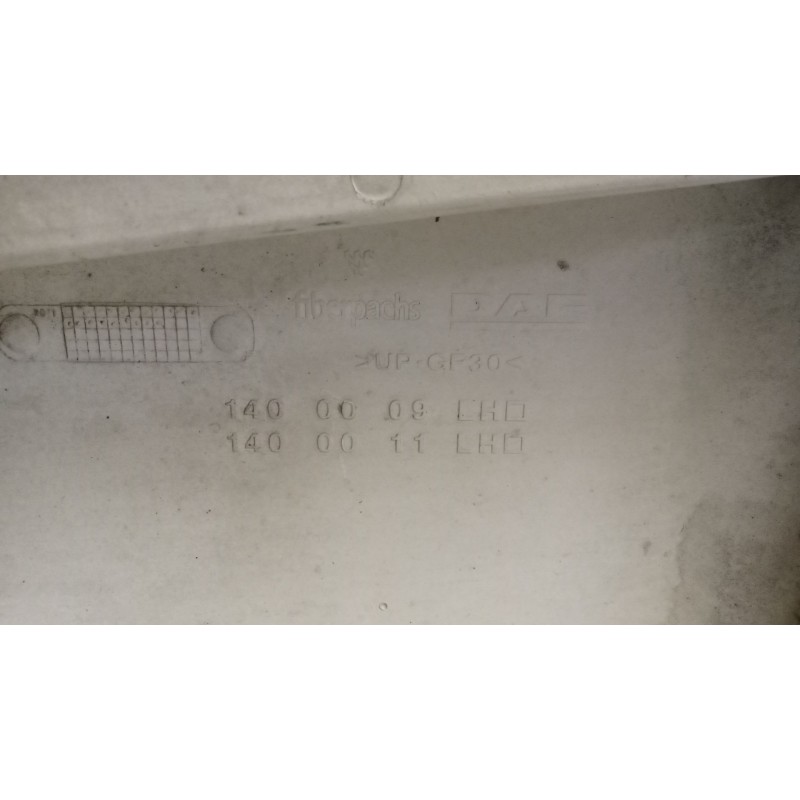 fiberpachs DAF
>UP-GF30<
140 00 09 LHD
140 00 11 LHD